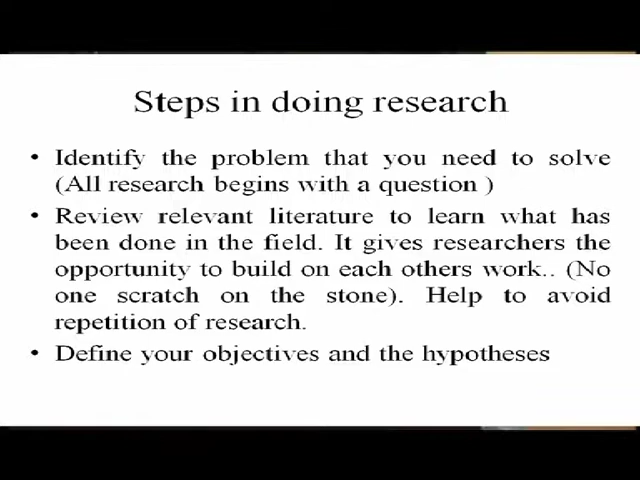 Steps in doing research
• Identify the problem that you need to solve
(All research begins with a question )
• Review relevant literature to learn what has
been done in the field. It gives researchers the
opportunity to build on each others work.. (No
one scratch on the stone). Help to avoid
repetition of research.
• Define your objectives and the hypotheses